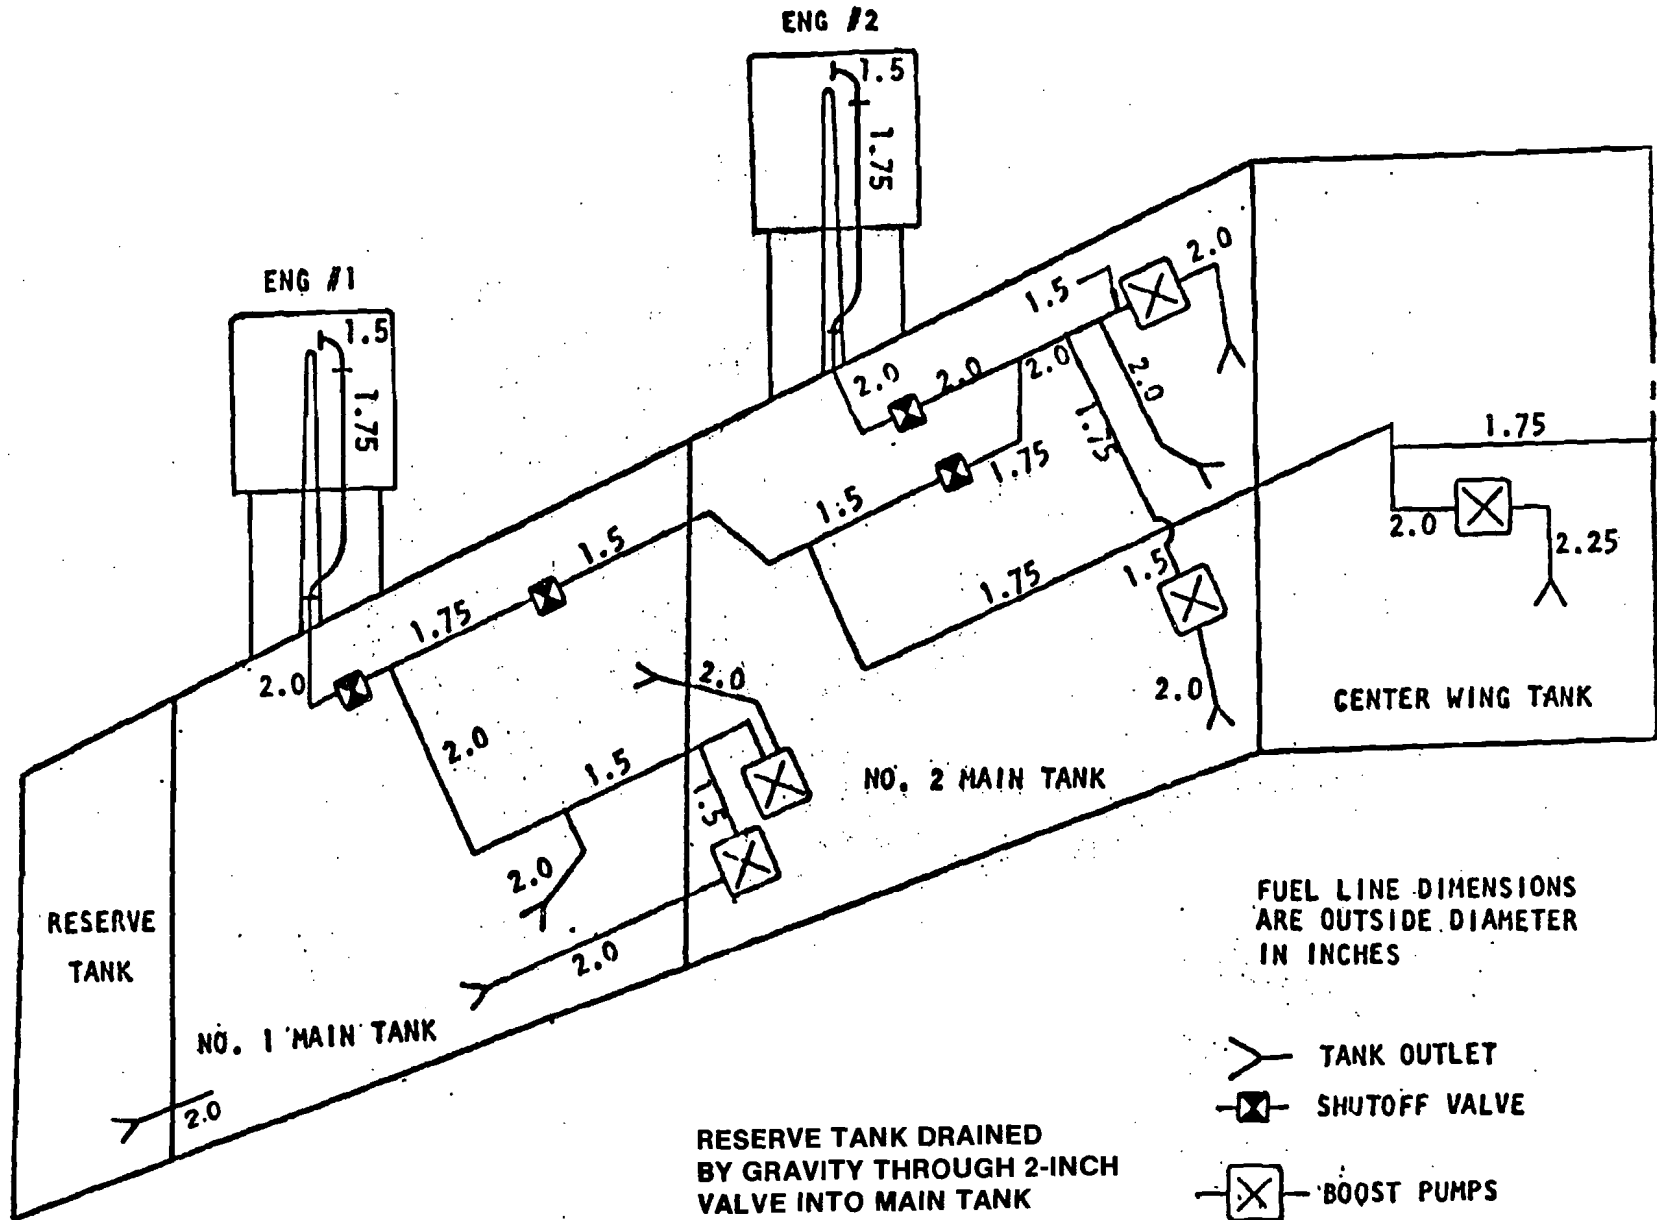 ENG #2
1.5
1.75
ENG #1
1.5
1.75
2.0
1.5
2.0
2.0
2.0
2.0
1.75
1.75
1.75
1.5
2.0
2.25
1.5
1.5
1.75
1.75
1.5
2.0
2.0
2.0
2.0
CENTER WING TANK
1.5
NO. 2 MAIN TANK
1.5
2.0
2.0
RESERVE
TANK
FUEL LINE DIMENSIONS
ARE OUTSIDE DIAMETER
IN INCHES
NO. 1 MAIN TANK
2.0
TANK OUTLET
SHUTOFF VALVE
BOOST PUMPS
RESERVE TANK DRAINED
BY GRAVITY THROUGH 2-INCH
VALVE INTO MAIN TANK